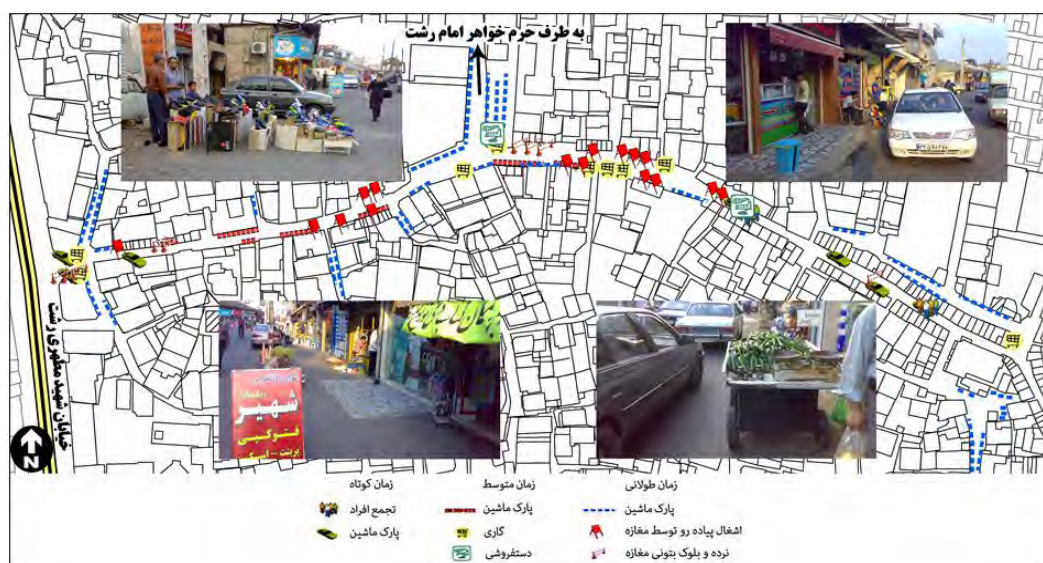 به طرف حرم خواهر امام رشت
خیابان شهید مطهری رشت
شهیر
فتوکپی
پرینت -
N
زمان طولانی
زمان متوسط
زمان کوتاه
پارک ماشین
پارک ماشین
تجمع افراد
اشغال پیاده رو توسط مغازه
گاری
پارک ماشین
نرده و بلوک بتونی مغازه
دستفروشی